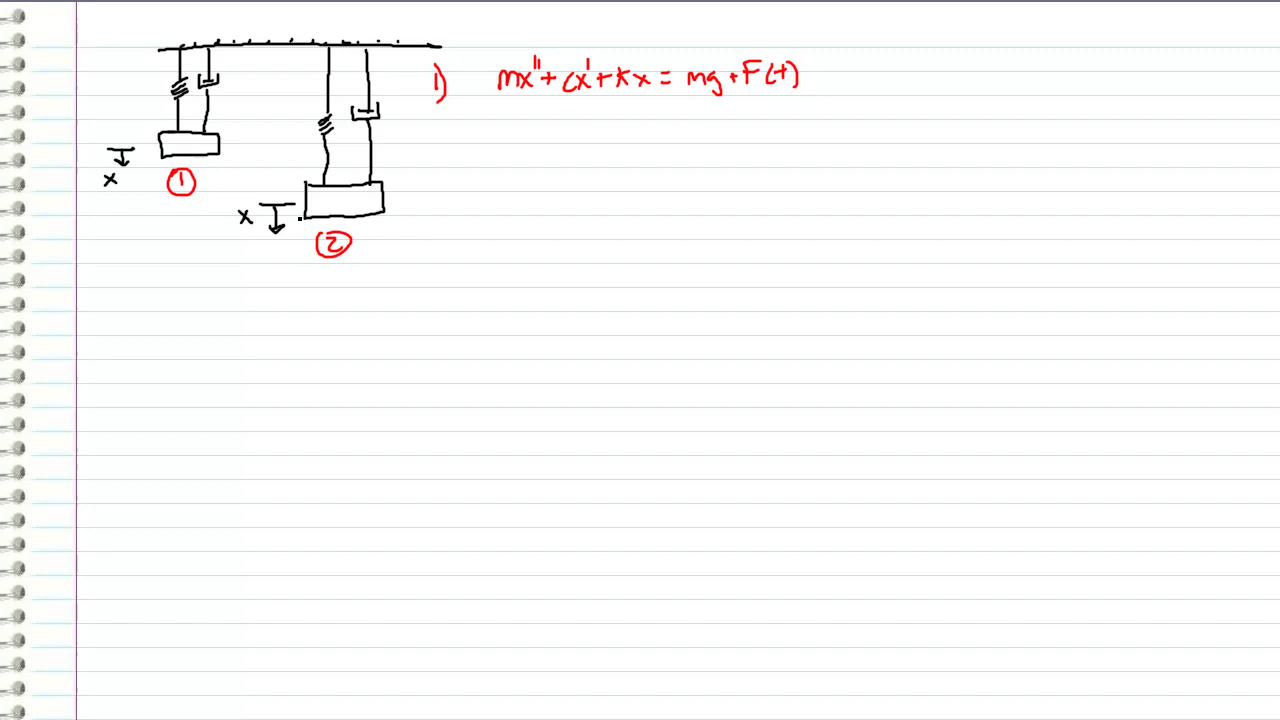 1) mx'' + cx' + kx = mg + F(t)
x
①
x
②